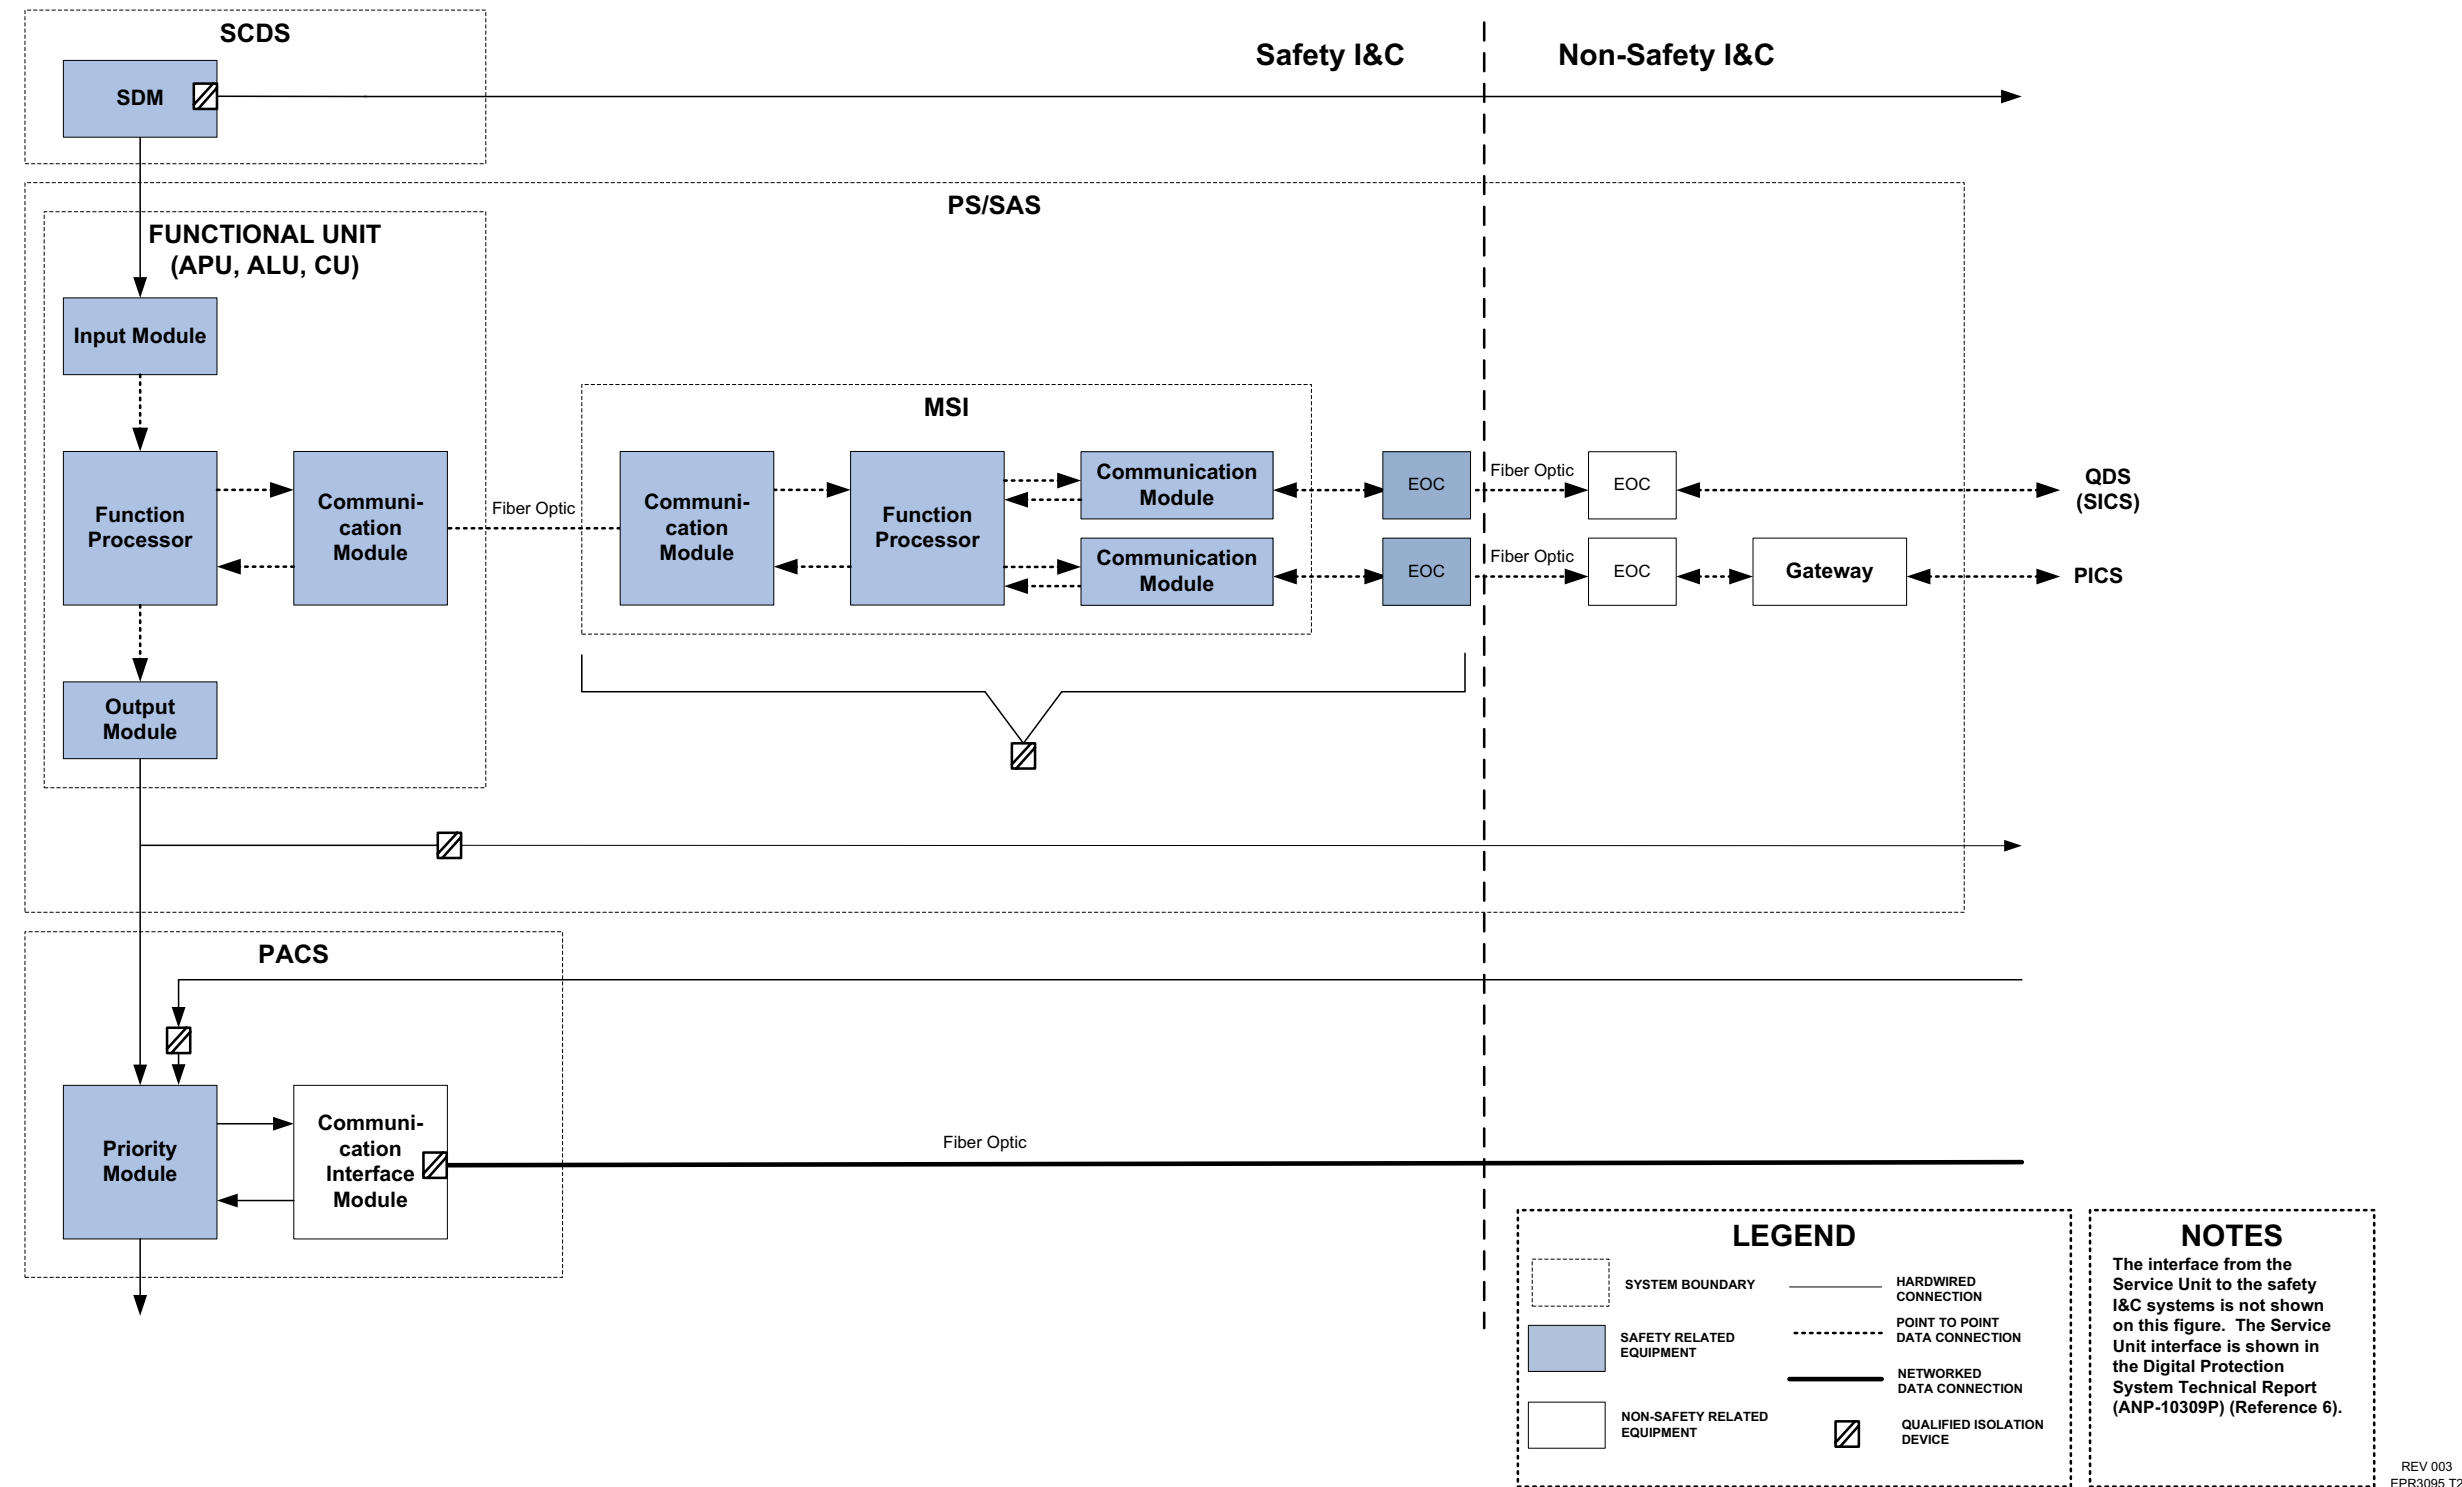 SCDS
Safety I&C
Non-Safety I&C
SDM
PS/SAS
FUNCTIONAL UNIT
(APU, ALU, CU)
Input Module
MSI
Function
Processor
Communi-
cation
Module
Fiber Optic
Communi-
cation
Module
Function
Processor
Communication
Module
EOC
Fiber Optic
EOC
QDS
(SICS)
Communication
Module
EOC
Fiber Optic
EOC
Gateway
PICS
Output
Module
PACS
Priority
Module
Communi-
cation
Interface
Module
Fiber Optic
LEGEND
SYSTEM BOUNDARY
HARDWIRED
CONNECTION
SAFETY RELATED
EQUIPMENT
POINT TO POINT
DATA CONNECTION
NETWORKED
DATA CONNECTION
NON-SAFETY RELATED
EQUIPMENT
QUALIFIED ISOLATION
DEVICE
NOTES
The interface from the
Service Unit to the safety
I&C systems is not shown
on this figure.  The Service
Unit interface is shown in
the Digital Protection
System Technical Report
(ANP-10309P) (Reference 6).
REV 003
EPR3095 T2